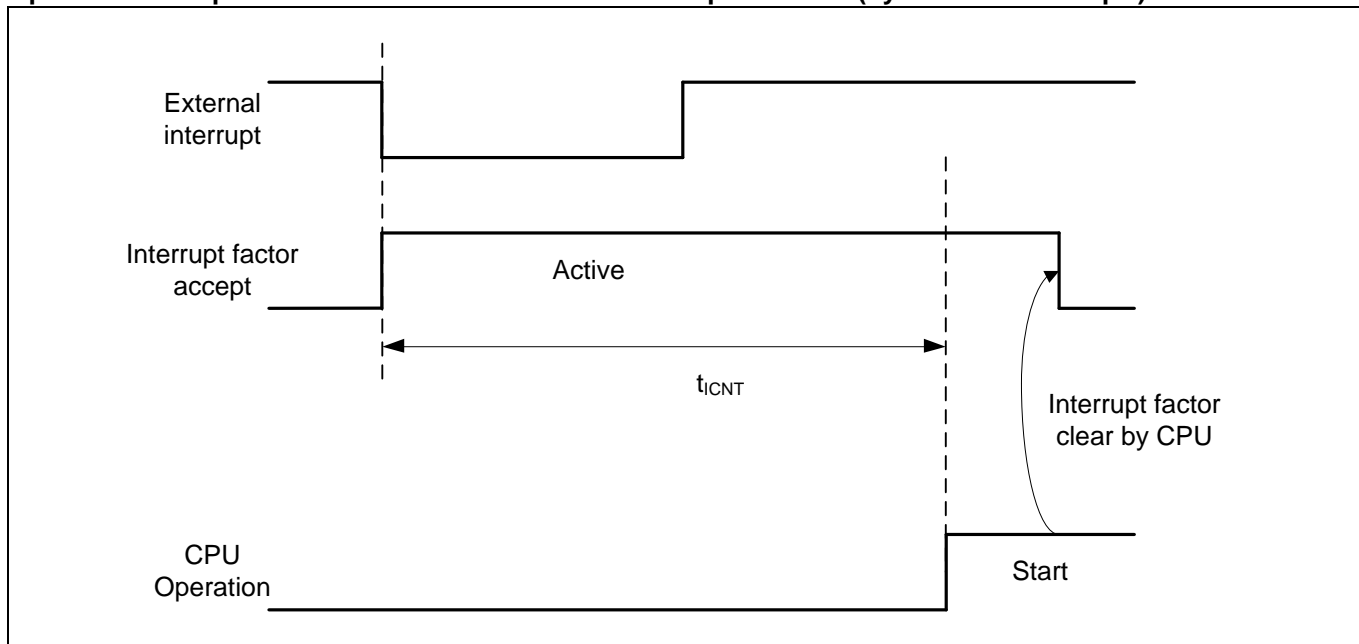 External
interrupt
Interrupt factor
accept
Active
tICNT
Interrupt factor
clear by CPU
CPU
Operation
Start